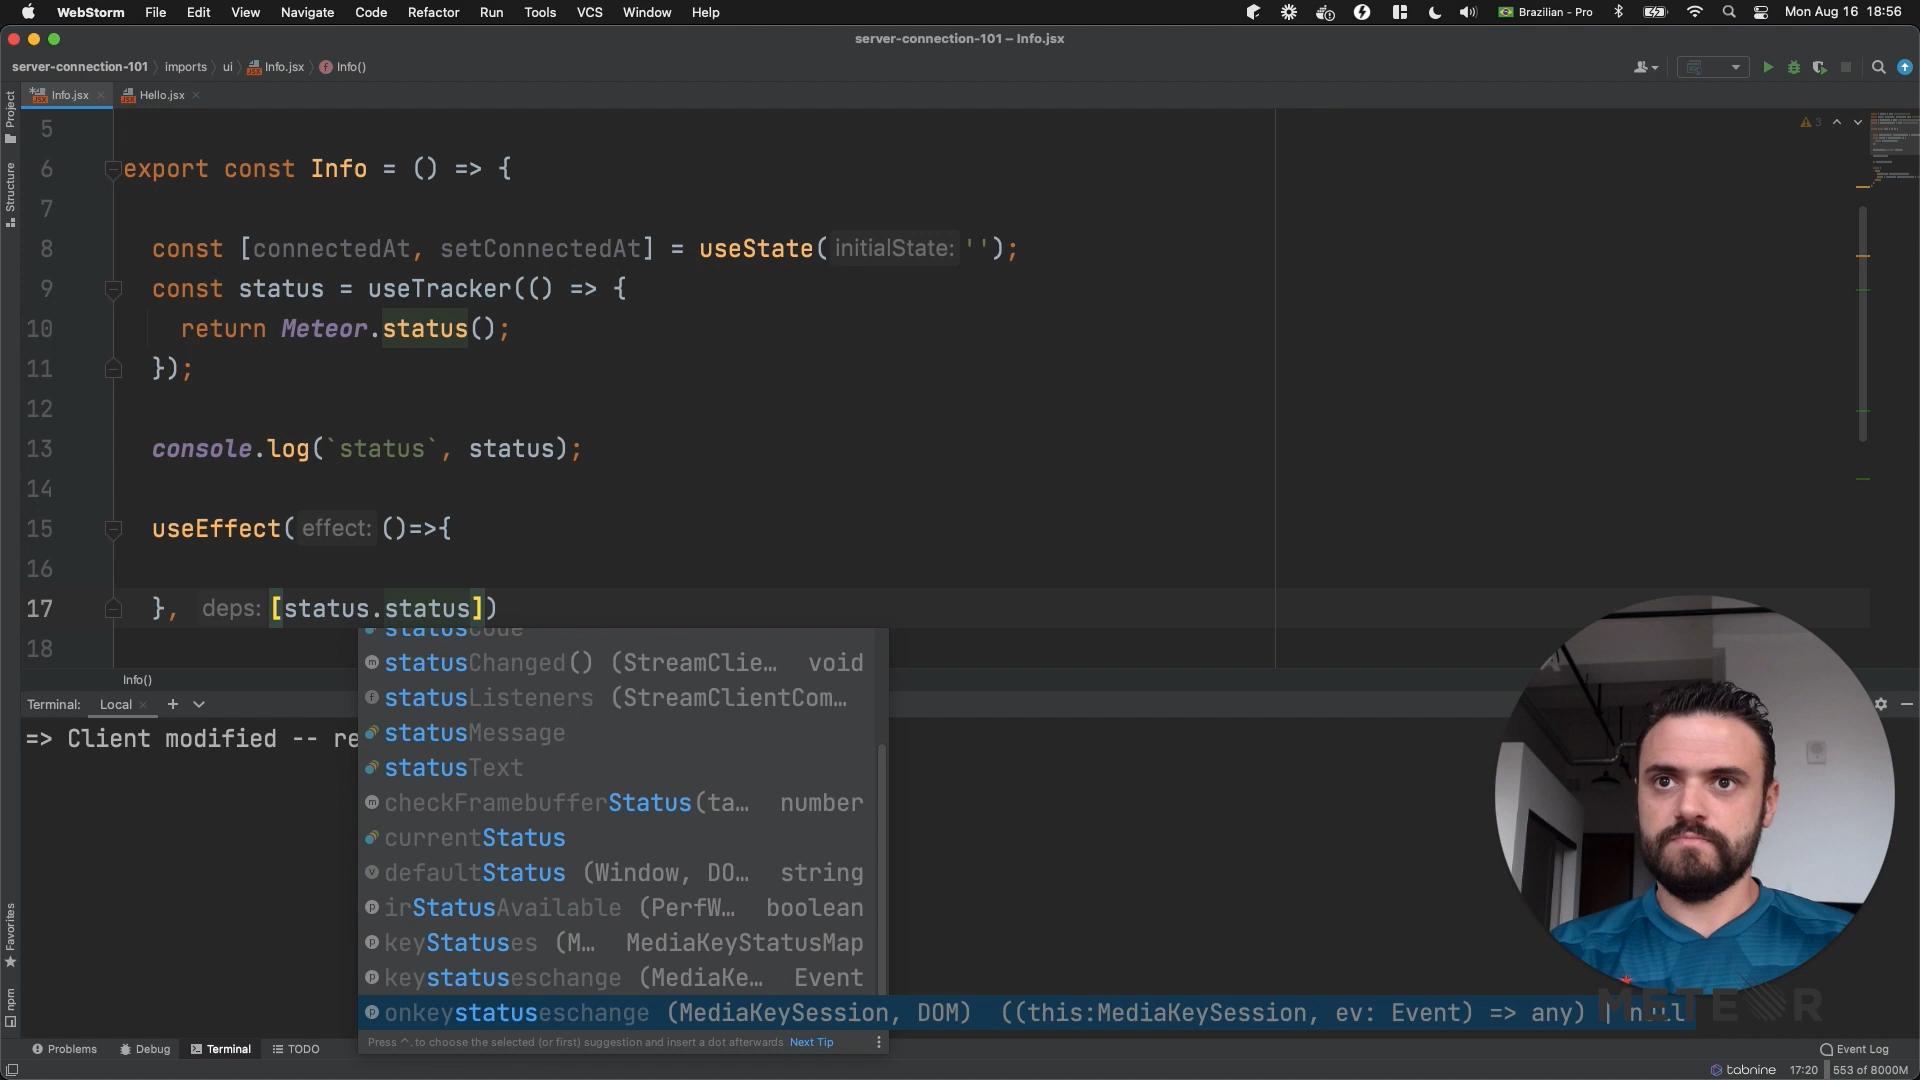 WebStorm File Edit View Navigate Code Refactor Run Tools VCS Window Help Brazilian - Pro Mon Aug 16 18:56
server-connection-101 – Info.jsx
server-connection-101 imports ui Info.jsx Info()
Info.jsx Hello.jsx
Project
Structure
Favorites
npm
3
5
6 export const Info = () => {
7
8 const [connectedAt, setConnectedAt] = useState( initialState: '');
9 const status = useTracker(() => {
10 return Meteor.status();
11 });
12
13 console.log(`status`, status);
14
15 useEffect( effect: ()=>{
16
17 }, deps: [status.status])
18
statusCode
statusChanged() (StreamClie... void
statusListeners (StreamClientCom...
statusMessage
statusText
checkFramebufferStatus(ta... number
currentStatus
defaultStatus (Window, DO... string
irStatusAvailable (PerfW... boolean
keyStatuses (M... MediaKeyStatusMap
keystatuseschange (MediaKe... Event
onkeystatuseschange (MediaKeySession, DOM) ((this:MediaKeySession, ev: Event) => any) | null
Press ^. to choose the selected (or first) suggestion and insert a dot afterwards Next Tip
Info()
Terminal: Local
=> Client modified -- re
METEOR
Problems Debug Terminal TODO Event Log
tabnine 17:20 553 of 8000M